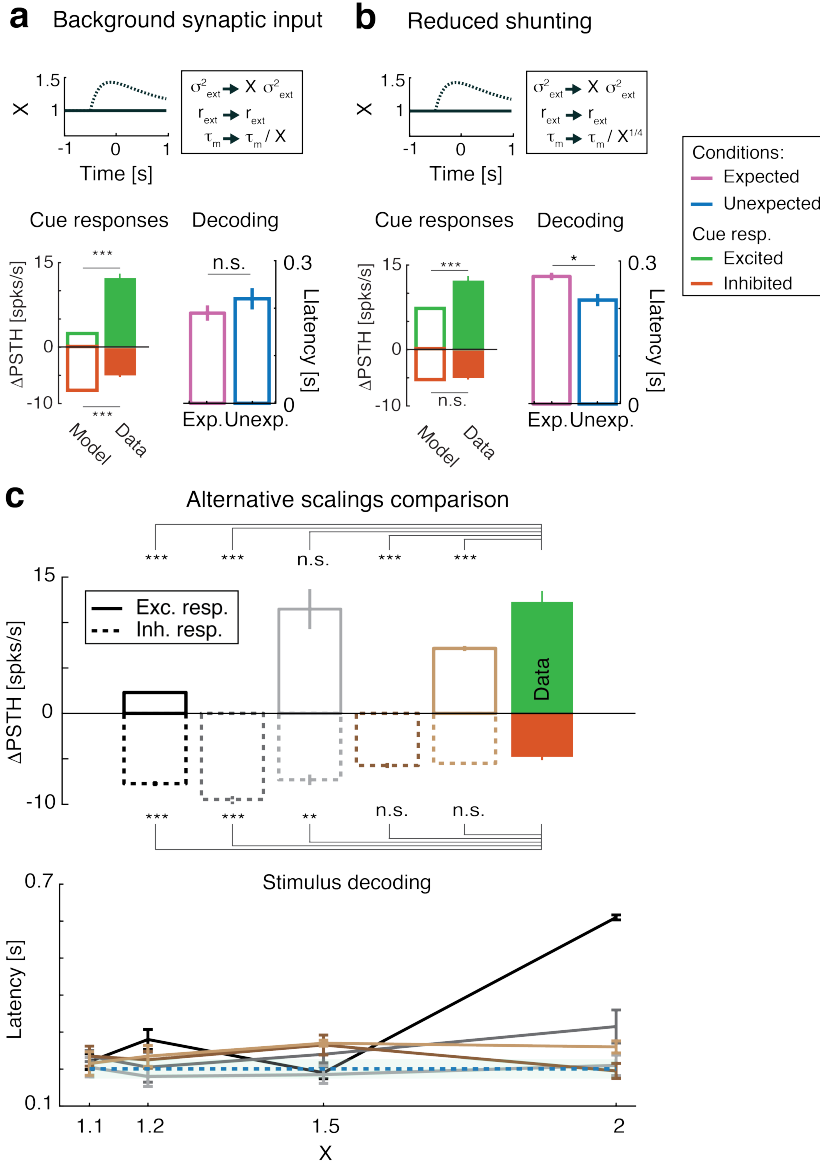 a Background synaptic input
1.5
1
X
-1 0 1
Time [s]
σ²ext → X σ²ext
rext → rext
τm → τm / X
Cue responses
15
0
-10
ΔPSTH [spks/s]
***
***
Model
Data
Decoding
n.s.
0.3
0
Llatency [s]
Exp. Unexp.
b Reduced shunting
1.5
1
X
-1 0 1
Time [s]
σ²ext → X σ²ext
rext → rext
τm → τm / X1/4
Cue responses
15
0
-10
ΔPSTH [spks/s]
***
n.s.
Model
Data
Decoding
*
0.3
0
Llatency [s]
Exp. Unexp.
Conditions:
Expected
Unexpected
Cue resp.
Excited
Inhibited
c Alternative scalings comparison
*** *** n.s. *** ***
15
0
-10
ΔPSTH [spks/s]
Exc. resp.
Inh. resp.
Data
*** *** ** n.s. n.s.
Stimulus decoding
0.7
0.1
Latency [s]
1.1 1.2 1.5 2
X